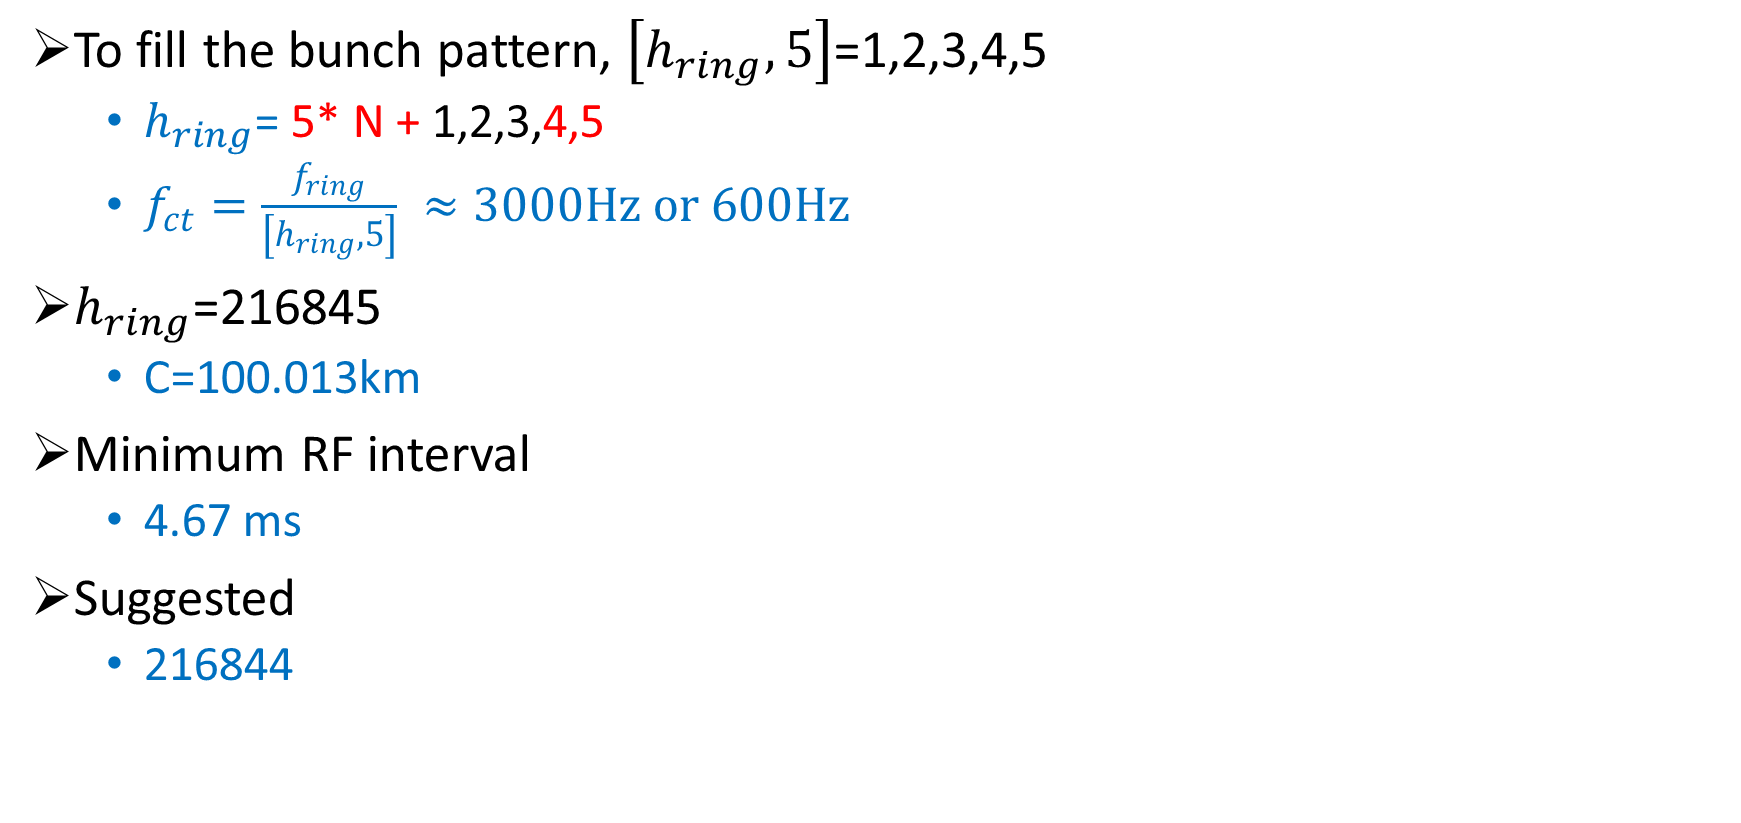 ➢To fill the bunch pattern, [h_ring, 5]=1,2,3,4,5
• h_ring= 5* N + 1,2,3,4,5
• f_ct = f_ring / [h_ring,5] ≈ 3000Hz or 600Hz
➢h_ring=216845
• C=100.013km
➢Minimum RF interval
• 4.67 ms
➢Suggested
• 216844